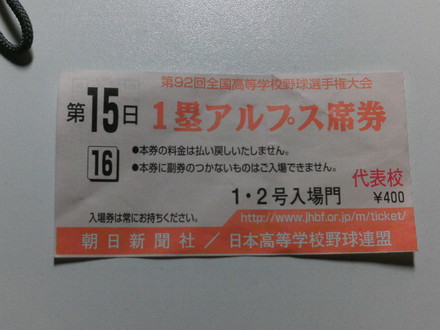 第92回全国高等学校野球選手権大会
第15日 1塁アルプス席券
16
●本券の料金は払い戻しいたしません。
●本券に副券のつかないものはご入場できません。
代表校
1・2号入場門 ¥400
入場券は常にお持ちください。 http://www.jhbf.or.jp/m/ticket/
朝日新聞社／日本高等学校野球連盟